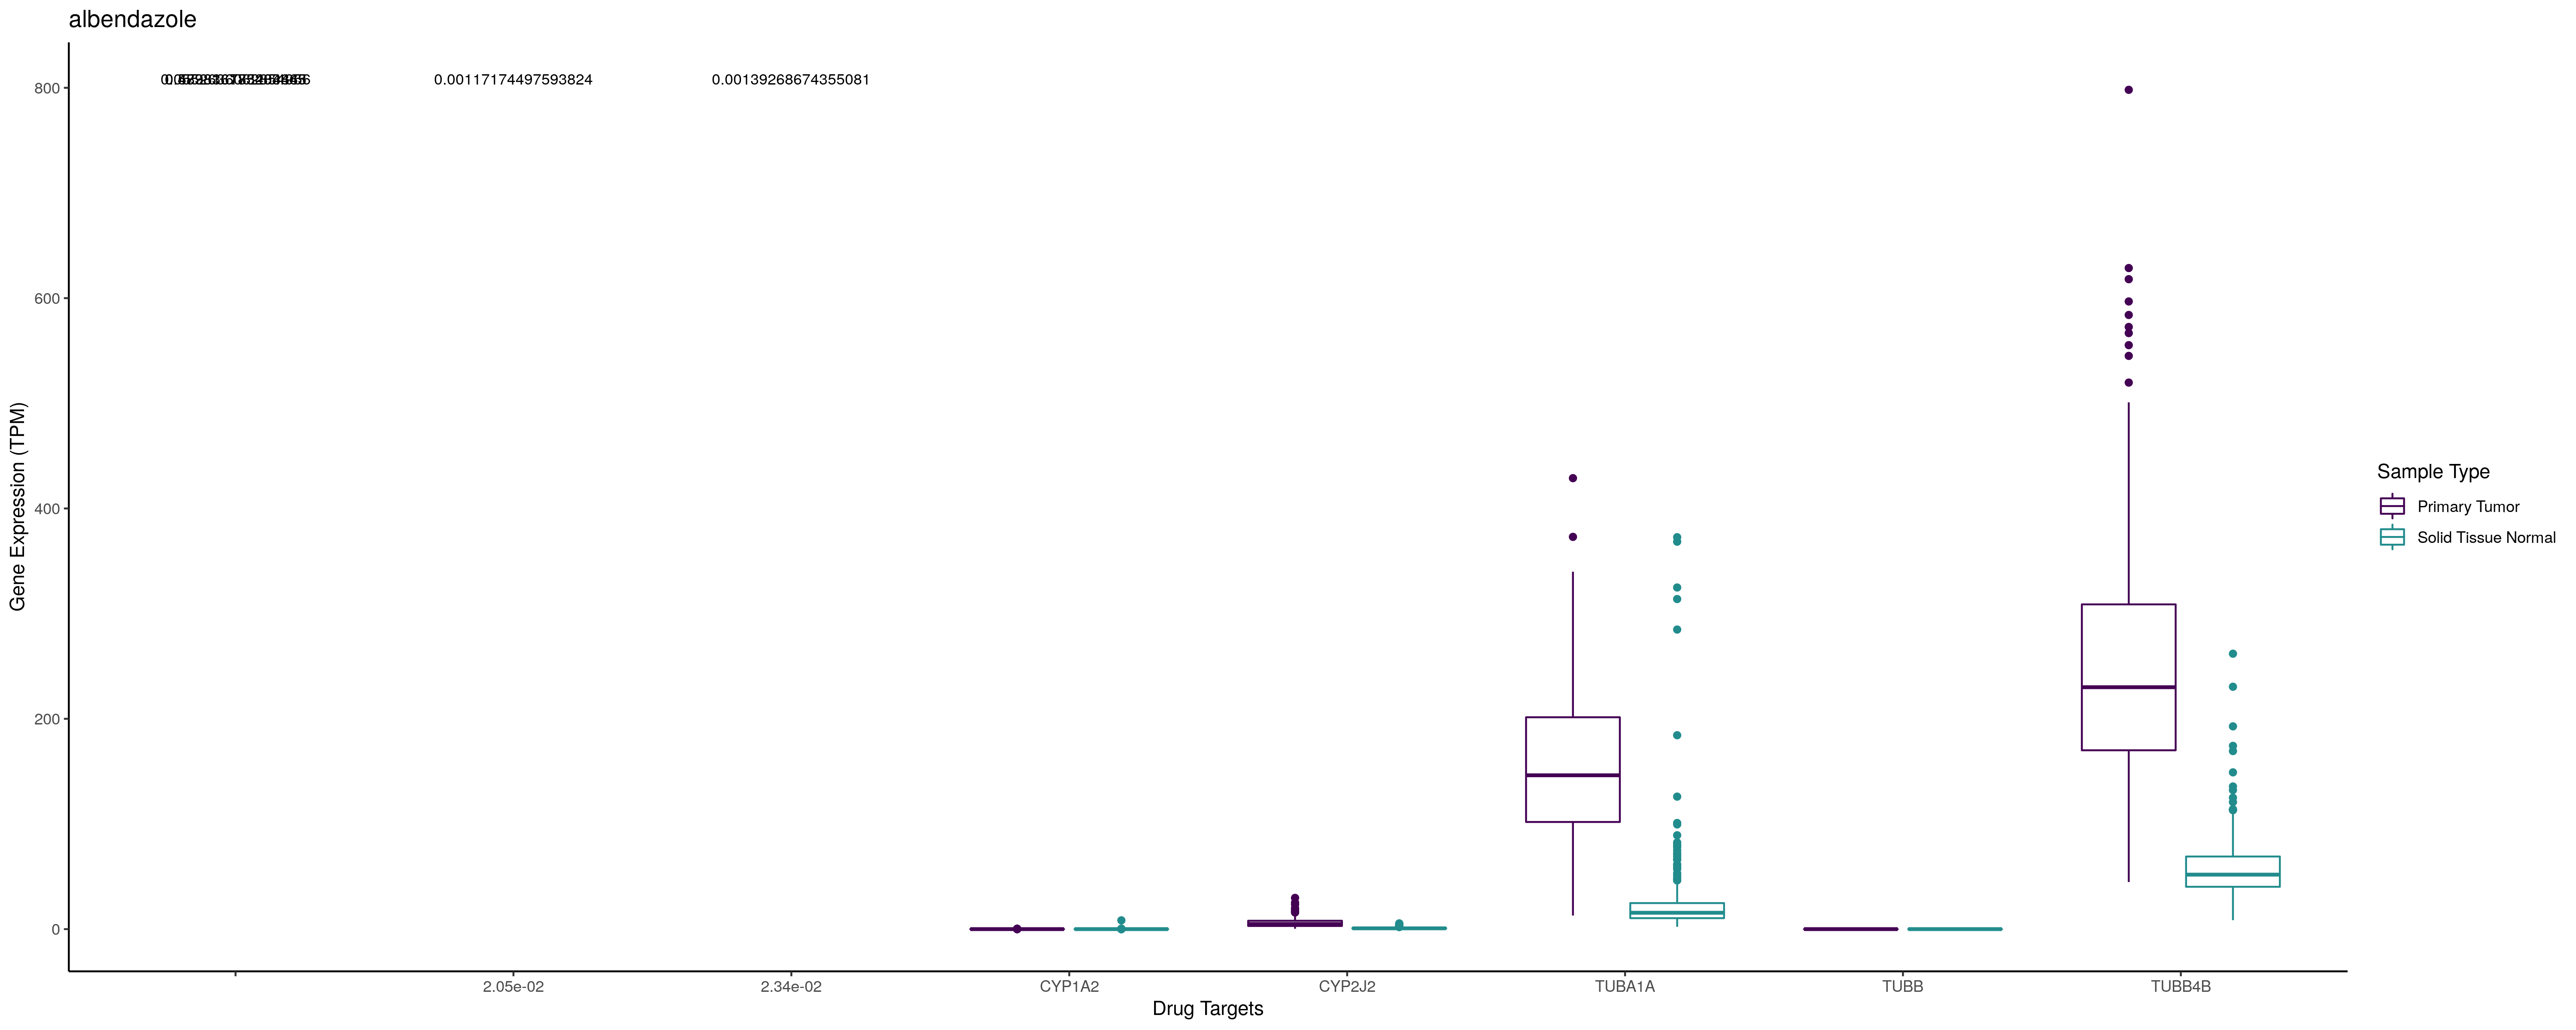 albendazole
0.00117174497593824
0.00139268674355081
800
600
400
200
0
Gene Expression (TPM)
2.05e-02
2.34e-02
CYP1A2
CYP2J2
TUBA1A
TUBB
TUBB4B
Drug Targets
Sample Type
Primary Tumor
Solid Tissue Normal